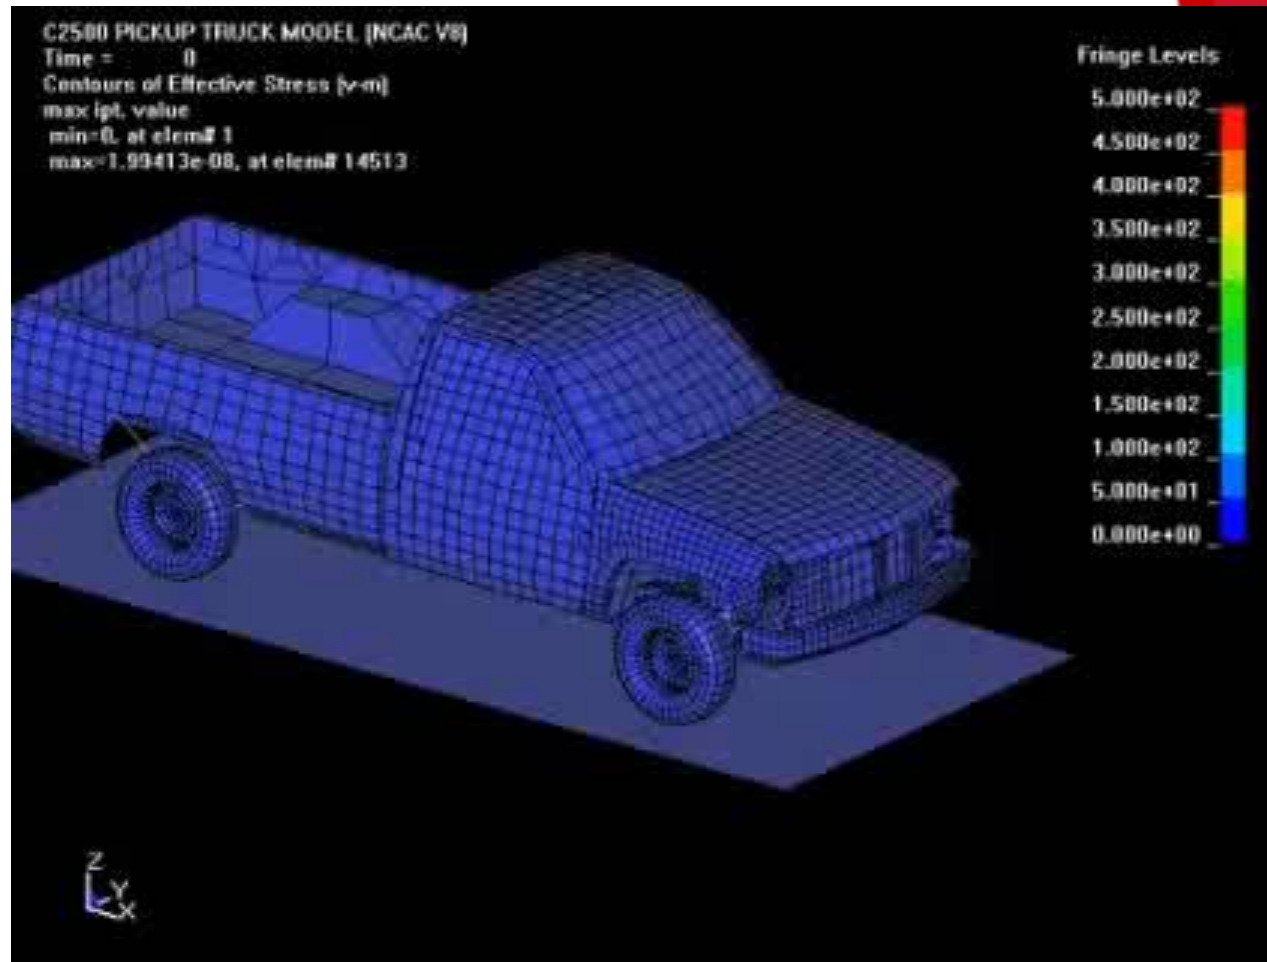 C2500 PICKUP TRUCK MODEL (NCAC V8)
Time = 0
Contours of Effective Stress (v-m)
max ipt. value
min=0, at elem# 1
max=1.99413e-08, at elem# 14513
Fringe Levels
5.000e+02
4.500e+02
4.000e+02
3.500e+02
3.000e+02
2.500e+02
2.000e+02
1.500e+02
1.000e+02
5.000e+01
0.000e+00
Z
Y
X